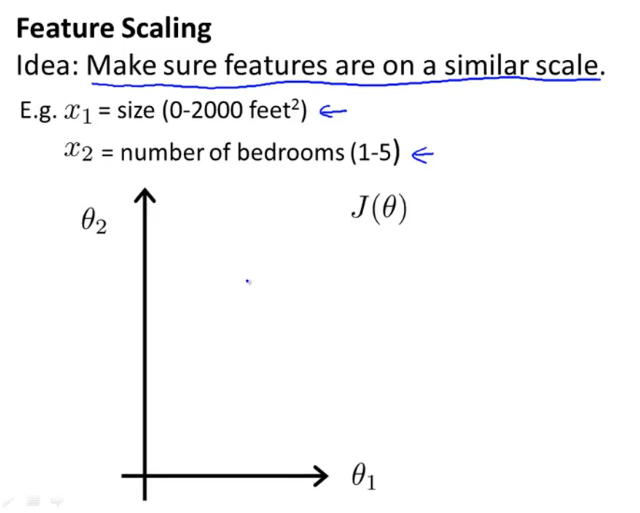 Feature Scaling
Idea: Make sure features are on a similar scale.
E.g. x₁ = size (0-2000 feet²)
x₂ = number of bedrooms (1-5)
θ₂
J(θ)
θ₁